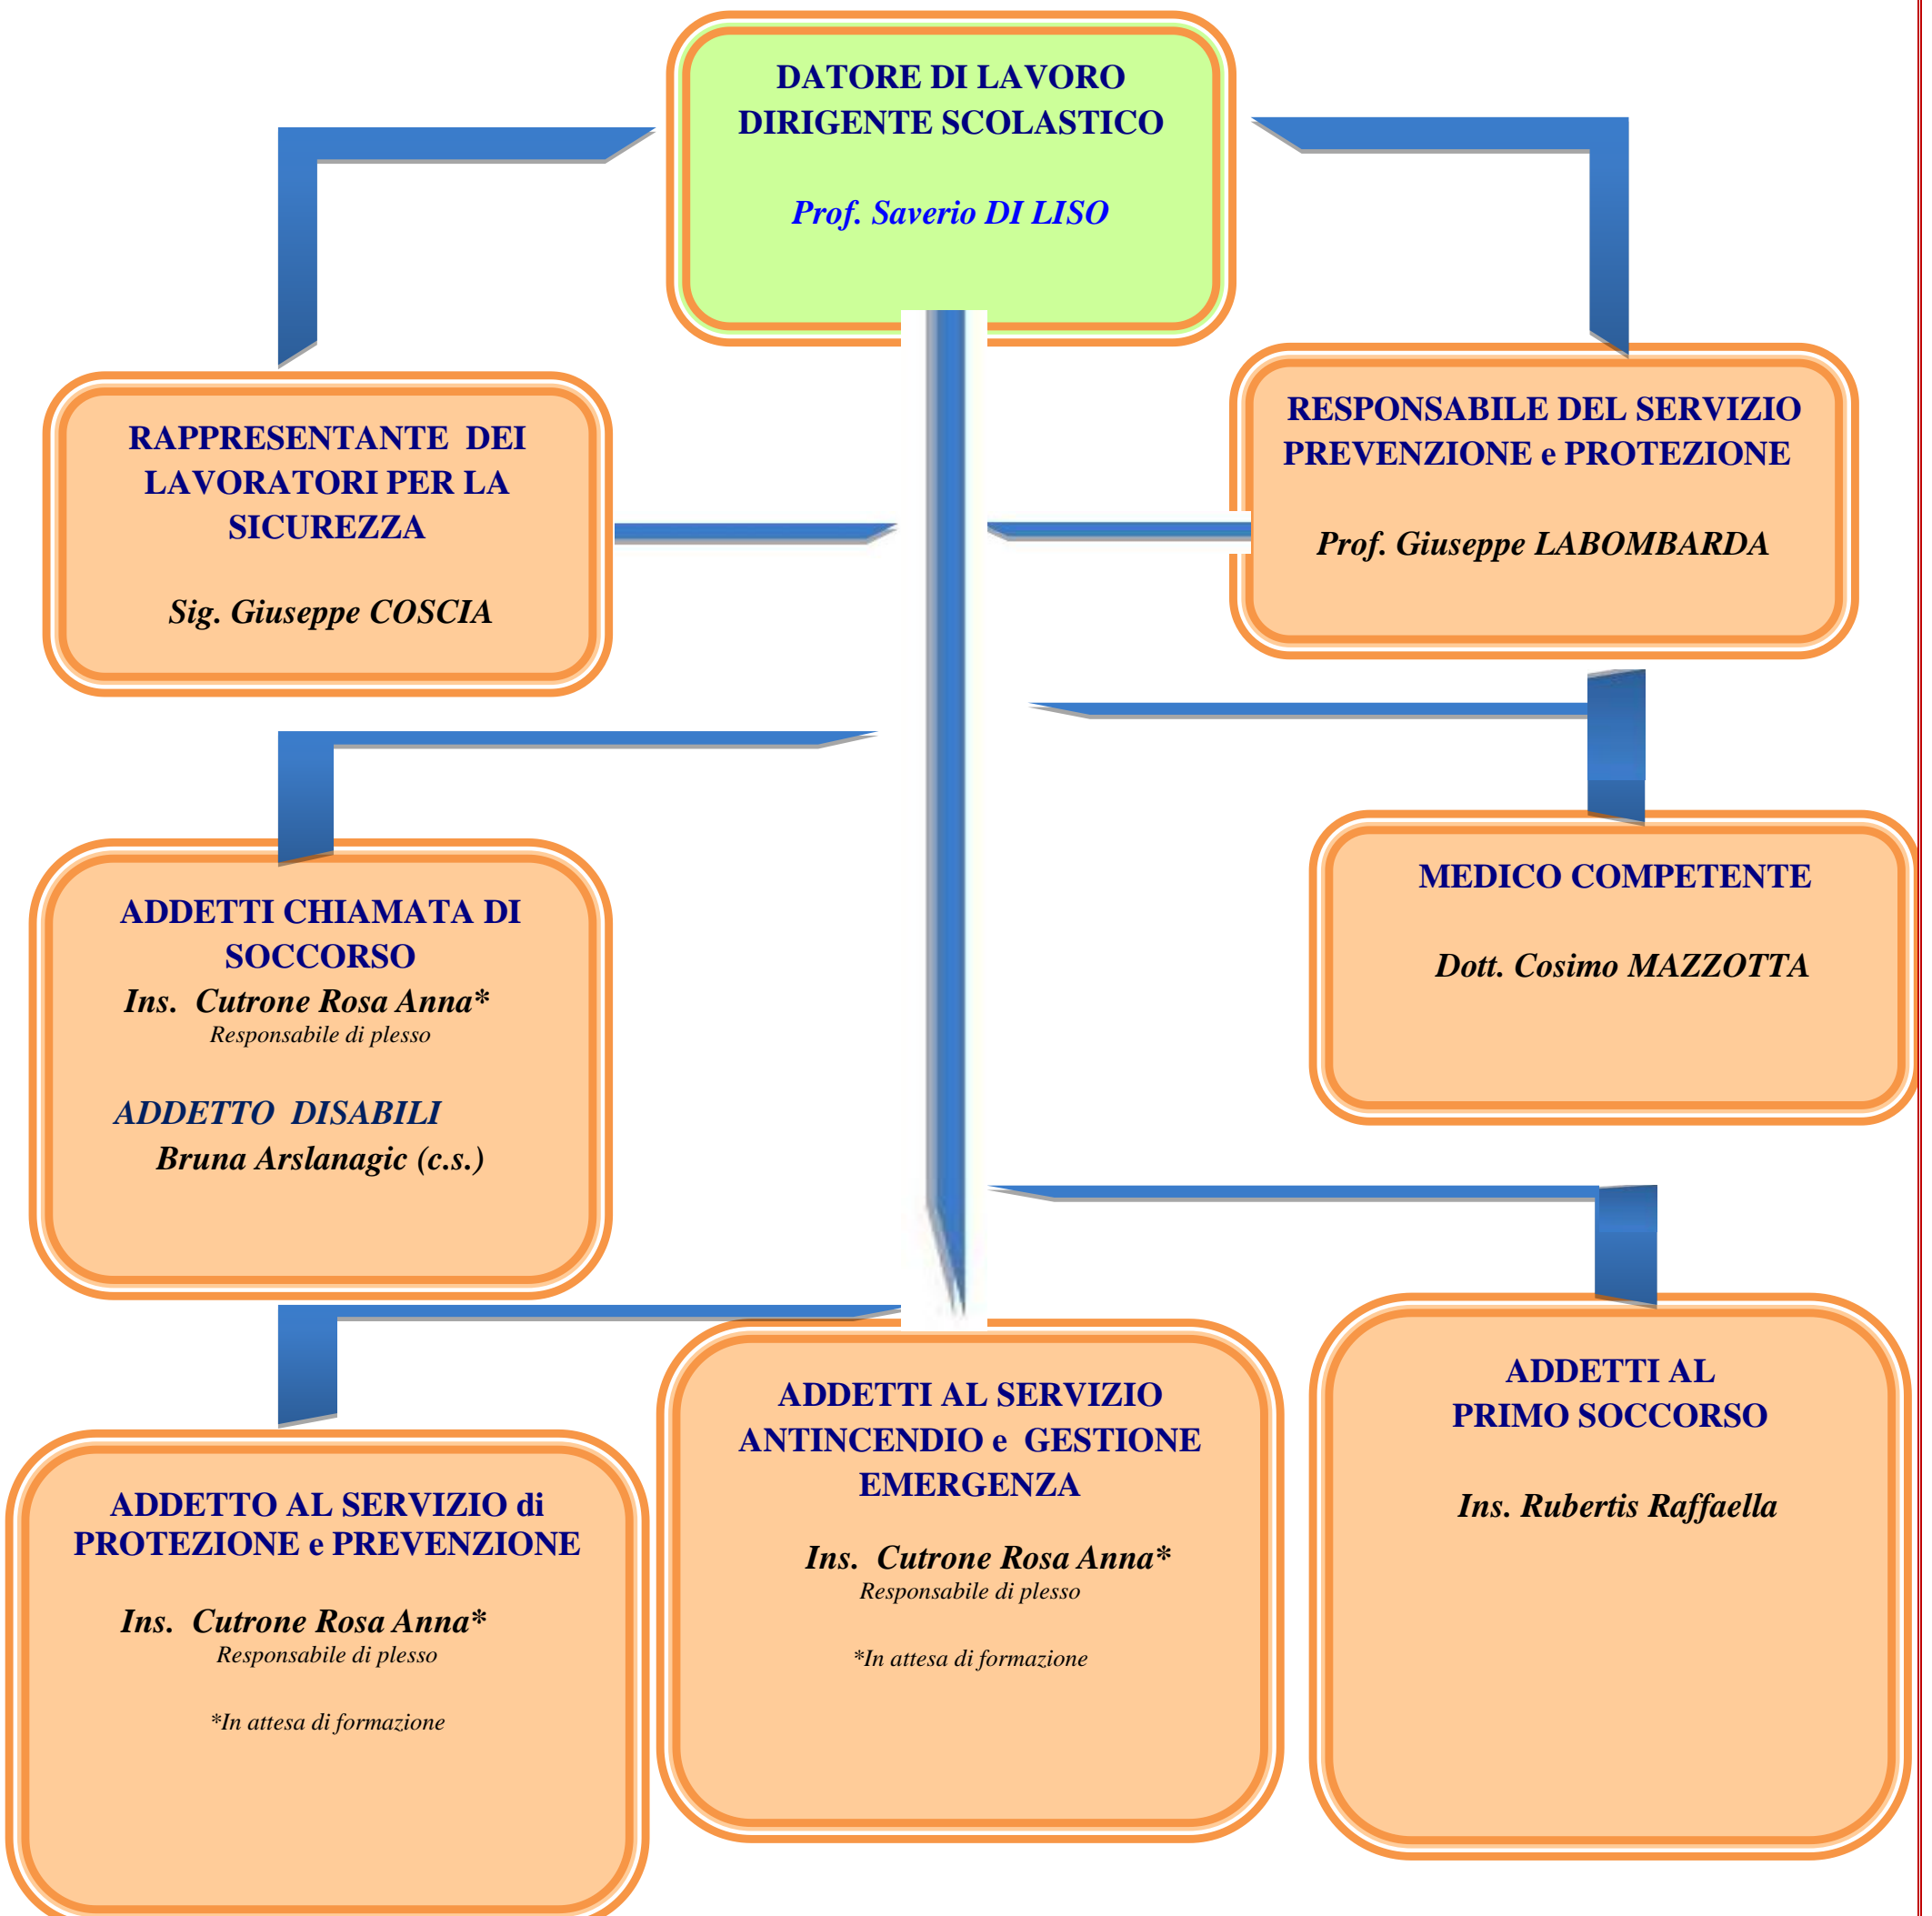 DATORE DI LAVORO
DIRIGENTE SCOLASTICO
Prof. Saverio DI LISO
RAPPRESENTANTE DEI
LAVORATORI PER LA
SICUREZZA
Sig. Giuseppe COSCIA
RESPONSABILE DEL SERVIZIO
PREVENZIONE e PROTEZIONE
Prof. Giuseppe LABOMBARDA
ADDETTI CHIAMATA DI
SOCCORSO
Ins. Cutrone Rosa Anna*
Responsabile di plesso
ADDETTO DISABILI
Bruna Arslanagic (c.s.)
MEDICO COMPETENTE
Dott. Cosimo MAZZOTTA
ADDETTO AL SERVIZIO di
PROTEZIONE e PREVENZIONE
Ins. Cutrone Rosa Anna*
Responsabile di plesso
*In attesa di formazione
ADDETTI AL SERVIZIO
ANTINCENDIO e GESTIONE
EMERGENZA
Ins. Cutrone Rosa Anna*
Responsabile di plesso
*In attesa di formazione
ADDETTI AL
PRIMO SOCCORSO
Ins. Rubertis Raffaella